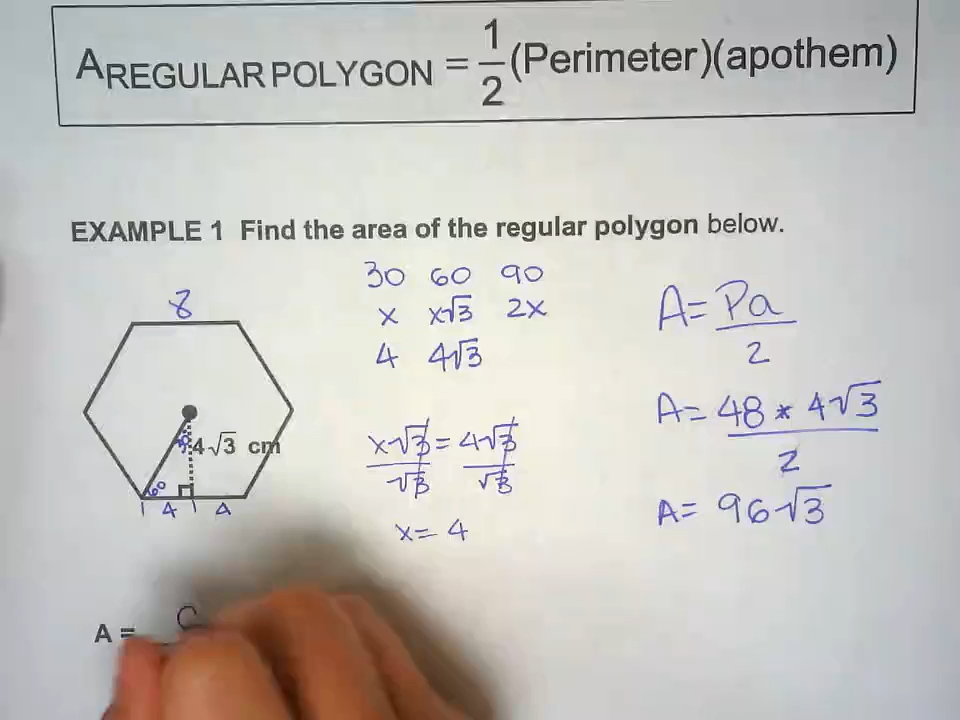 A REGULAR POLYGON = 1/2 (Perimeter)(apothem)
EXAMPLE 1 Find the area of the regular polygon below.
8
4√3 cm
30
60
4 4
30 60 90
x x√3 2x
4 4√3
x√3 = 4√3
√3 √3
x = 4
A = Pa
2
A = 48 * 4√3
2
A = 96√3
A =